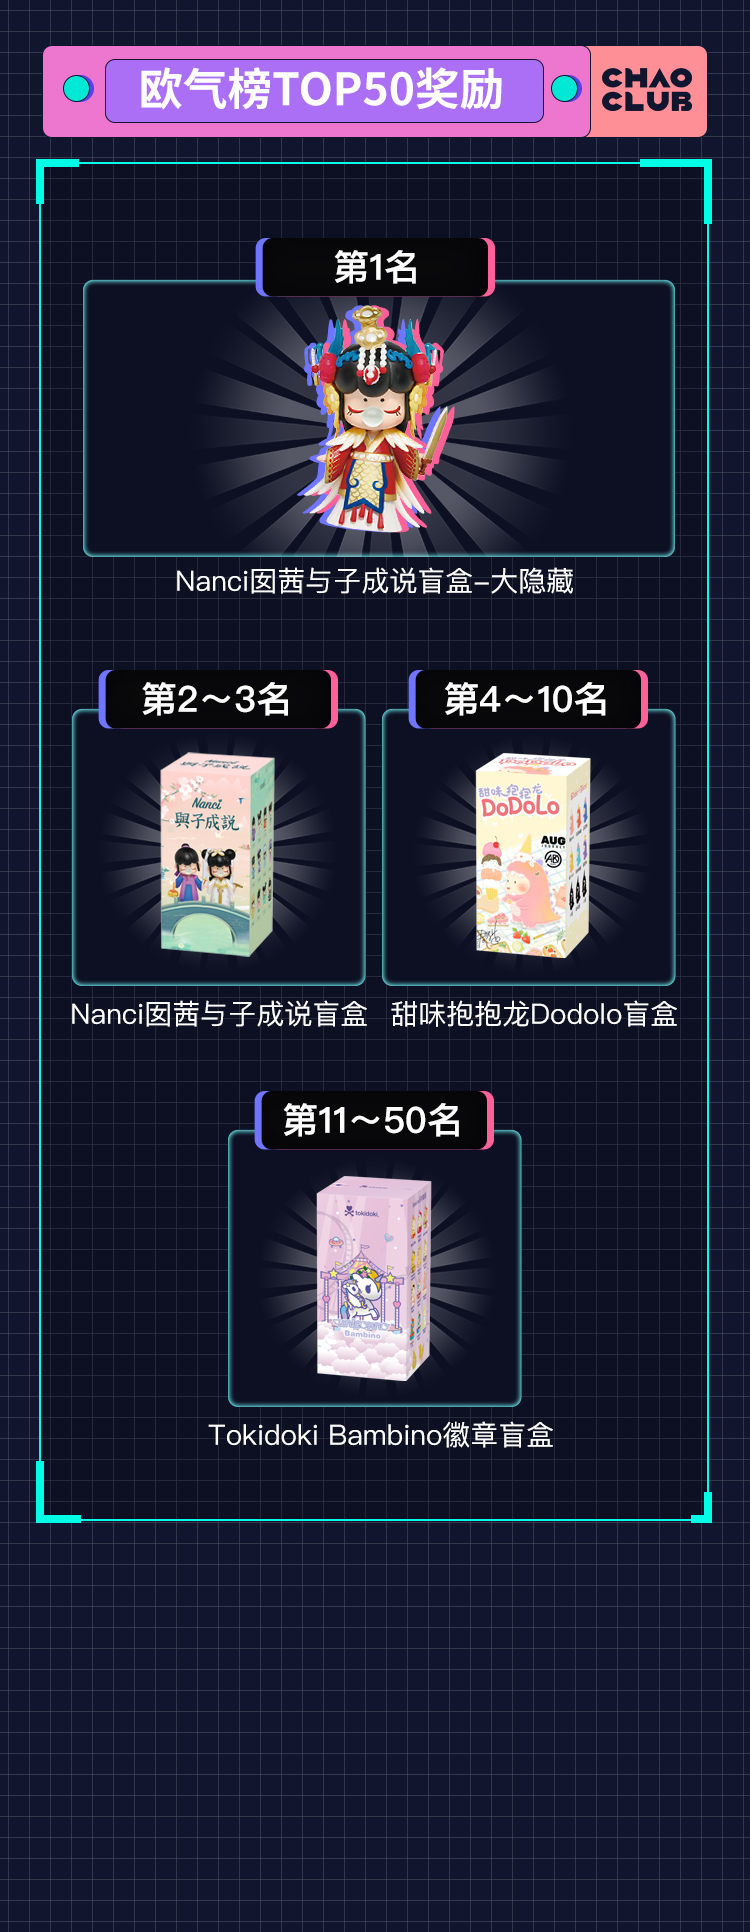 欧气榜TOP50奖励
CHAO
CLUB
第1名
Nanci囡茜与子成说盲盒-大隐藏
第2～3名
第4～10名
Nanci
與子成説
甜味抱抱龙
DoDoLo
AUG
Nanci囡茜与子成说盲盒
甜味抱抱龙Dodolo盲盒
第11～50名
tokidoki
Bambino
Tokidoki Bambino徽章盲盒